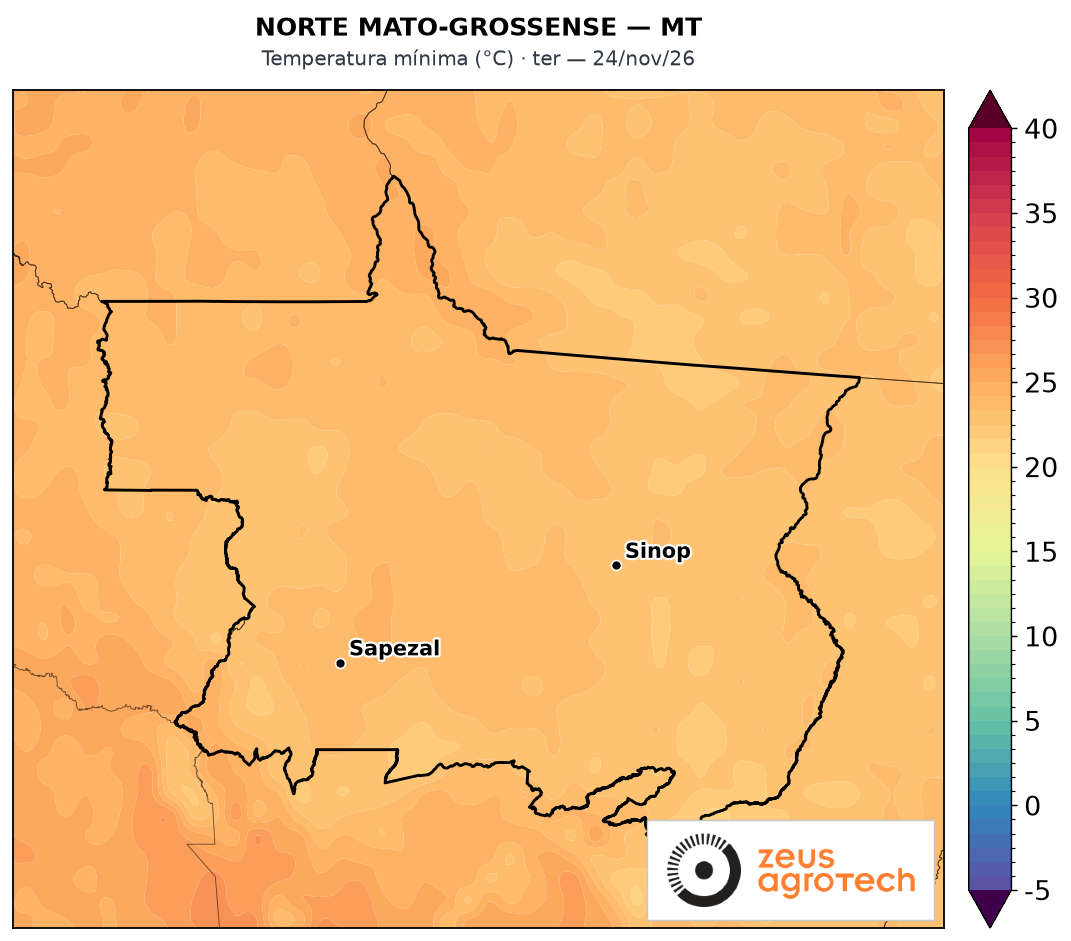 NORTE MATO-GROSSENSE — MT
Temperatura mínima (°C) · ter — 24/nov/26
40
35
30
25
20
15
10
5
0
-5
Sinop
Sapezal
zeus
agrotech